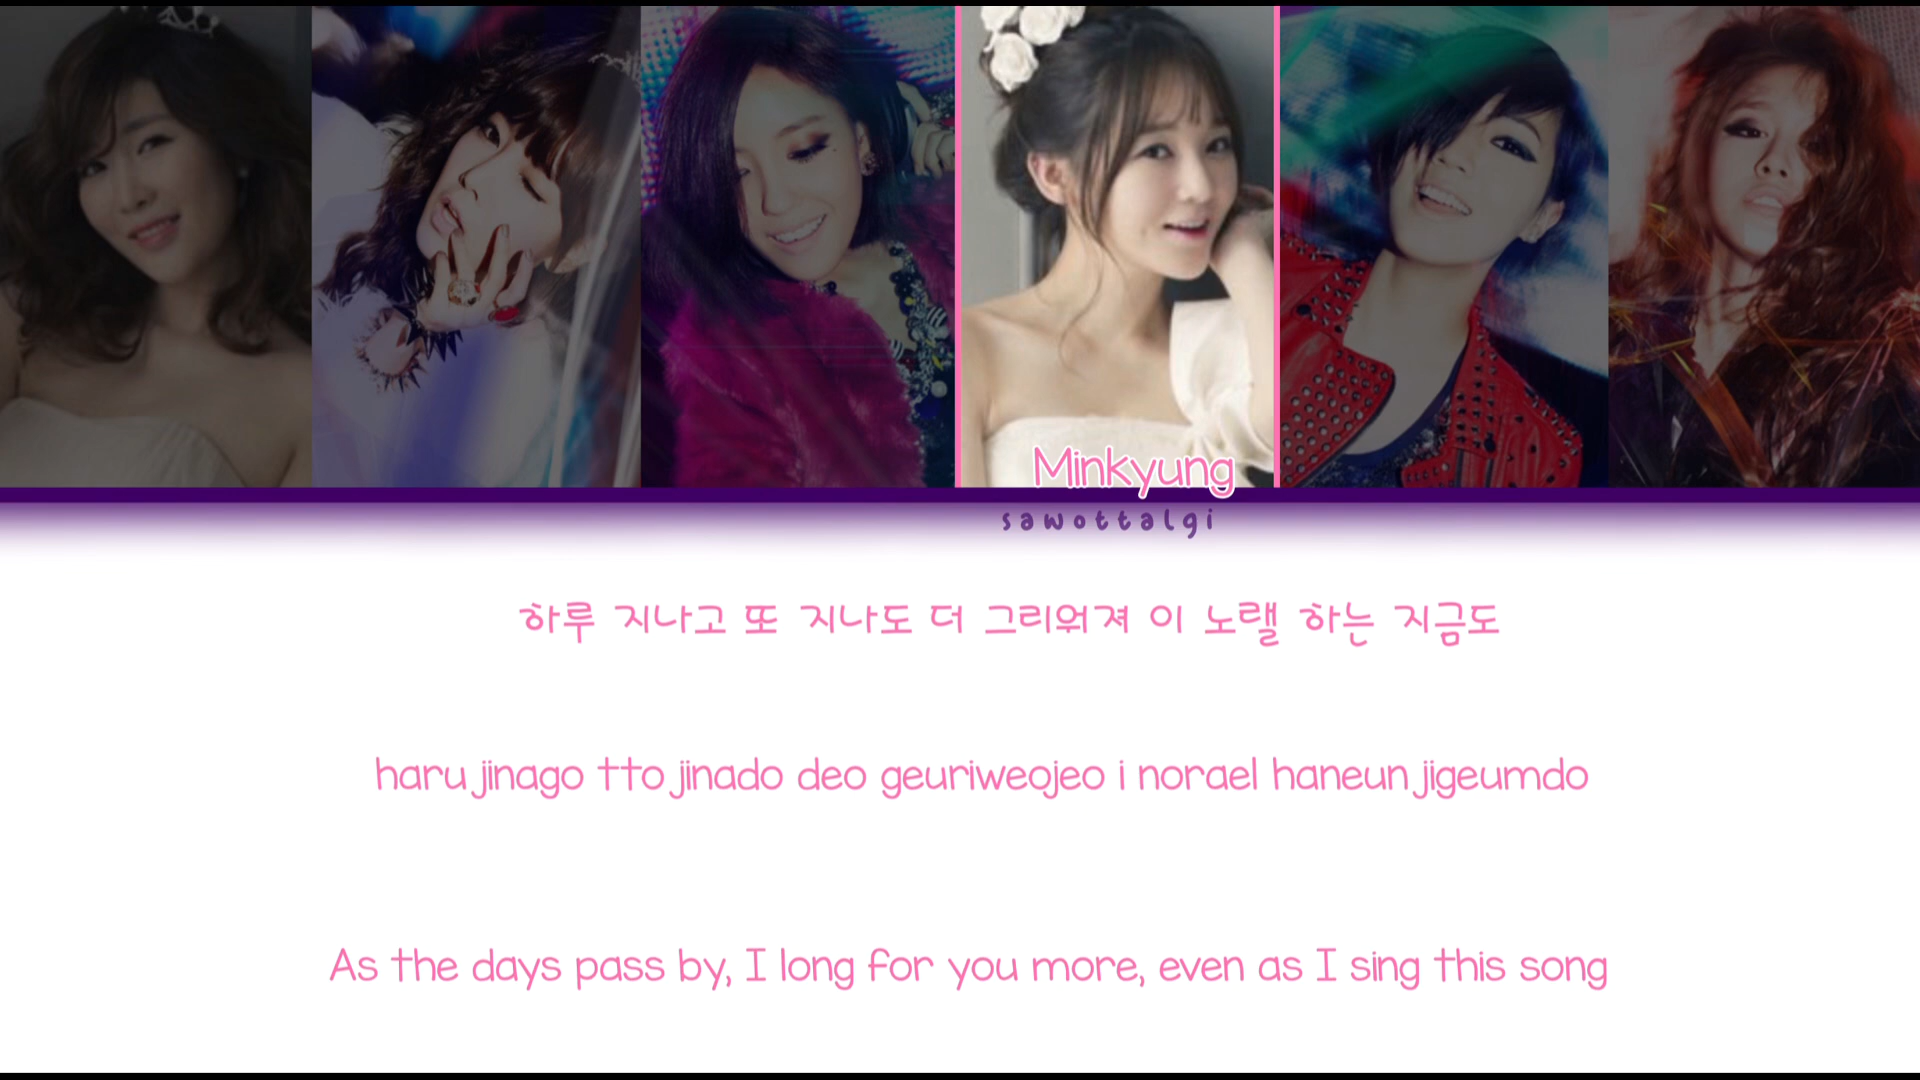 Minkyung
sawottalgi
하루 지나고 또 지나도 더 그리워져 이 노랠 하는 지금도
haru jinago tto jinado deo geuriweojeo i norael haneun jigeumdo
As the days pass by, I long for you more, even as I sing this song